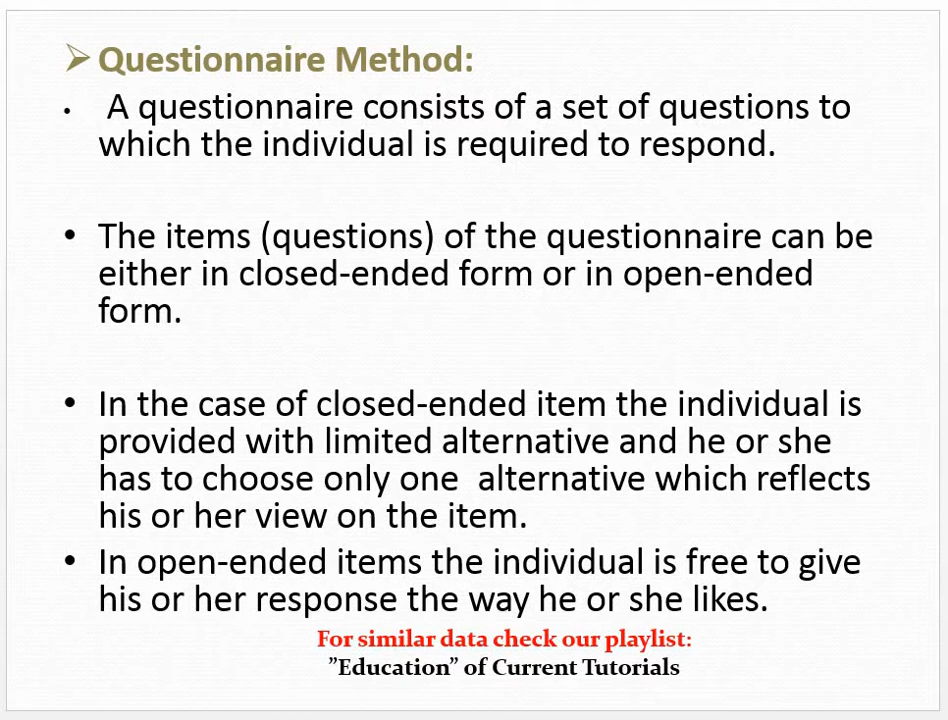 ➢ Questionnaire Method:
• A questionnaire consists of a set of questions to
which the individual is required to respond.
• The items (questions) of the questionnaire can be
either in closed-ended form or in open-ended
form.
• In the case of closed-ended item the individual is
provided with limited alternative and he or she
has to choose only one  alternative which reflects
his or her view on the item.
• In open-ended items the individual is free to give
his or her response the way he or she likes.
For similar data check our playlist:
”Education” of Current Tutorials